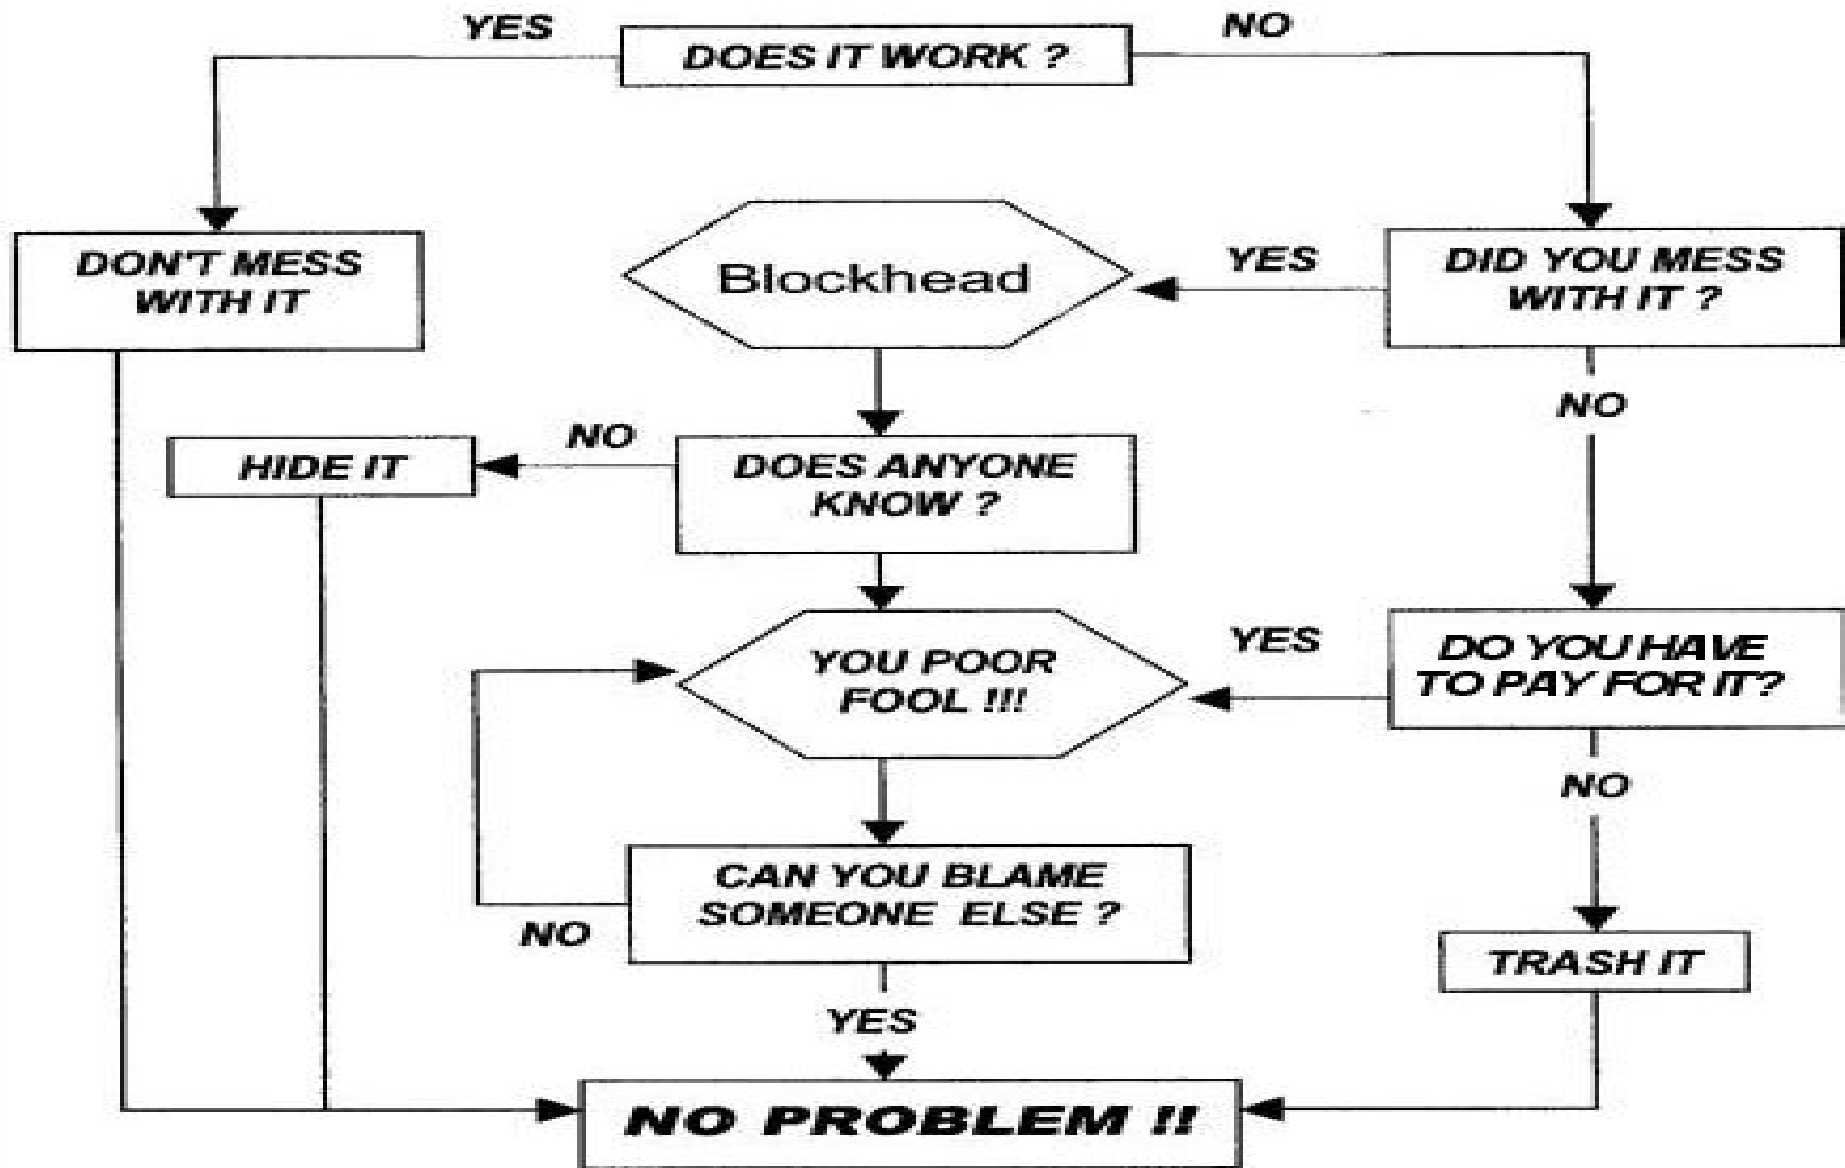 YES
DOES IT WORK ?
NO
DON'T MESS
WITH IT
Blockhead
YES
DID YOU MESS
WITH IT ?
NO
HIDE IT
NO
DOES ANYONE
KNOW ?
YOU POOR
FOOL !!!
YES
DO YOU HAVE
TO PAY FOR IT?
NO
CAN YOU BLAME
SOMEONE ELSE ?
NO
TRASH IT
YES
NO PROBLEM !!